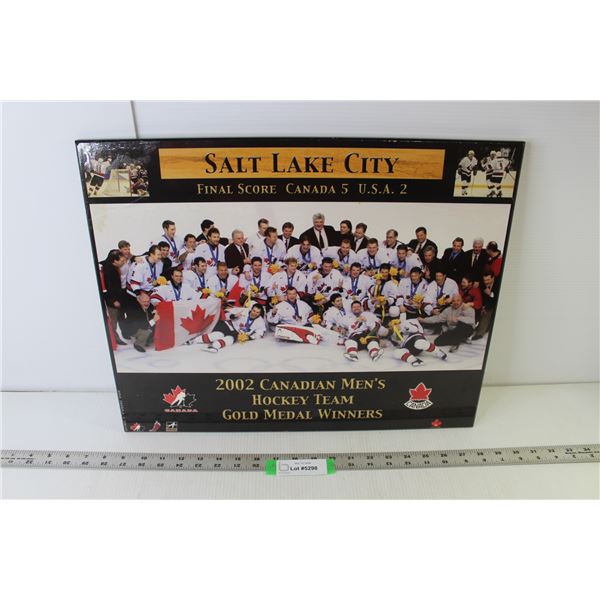 SALT LAKE CITY
FINAL SCORE CANADA 5 U.S.A. 2
2002 CANADIAN MEN'S
HOCKEY TEAM
GOLD MEDAL WINNERS
CANADA
CANADA
Lot #5298